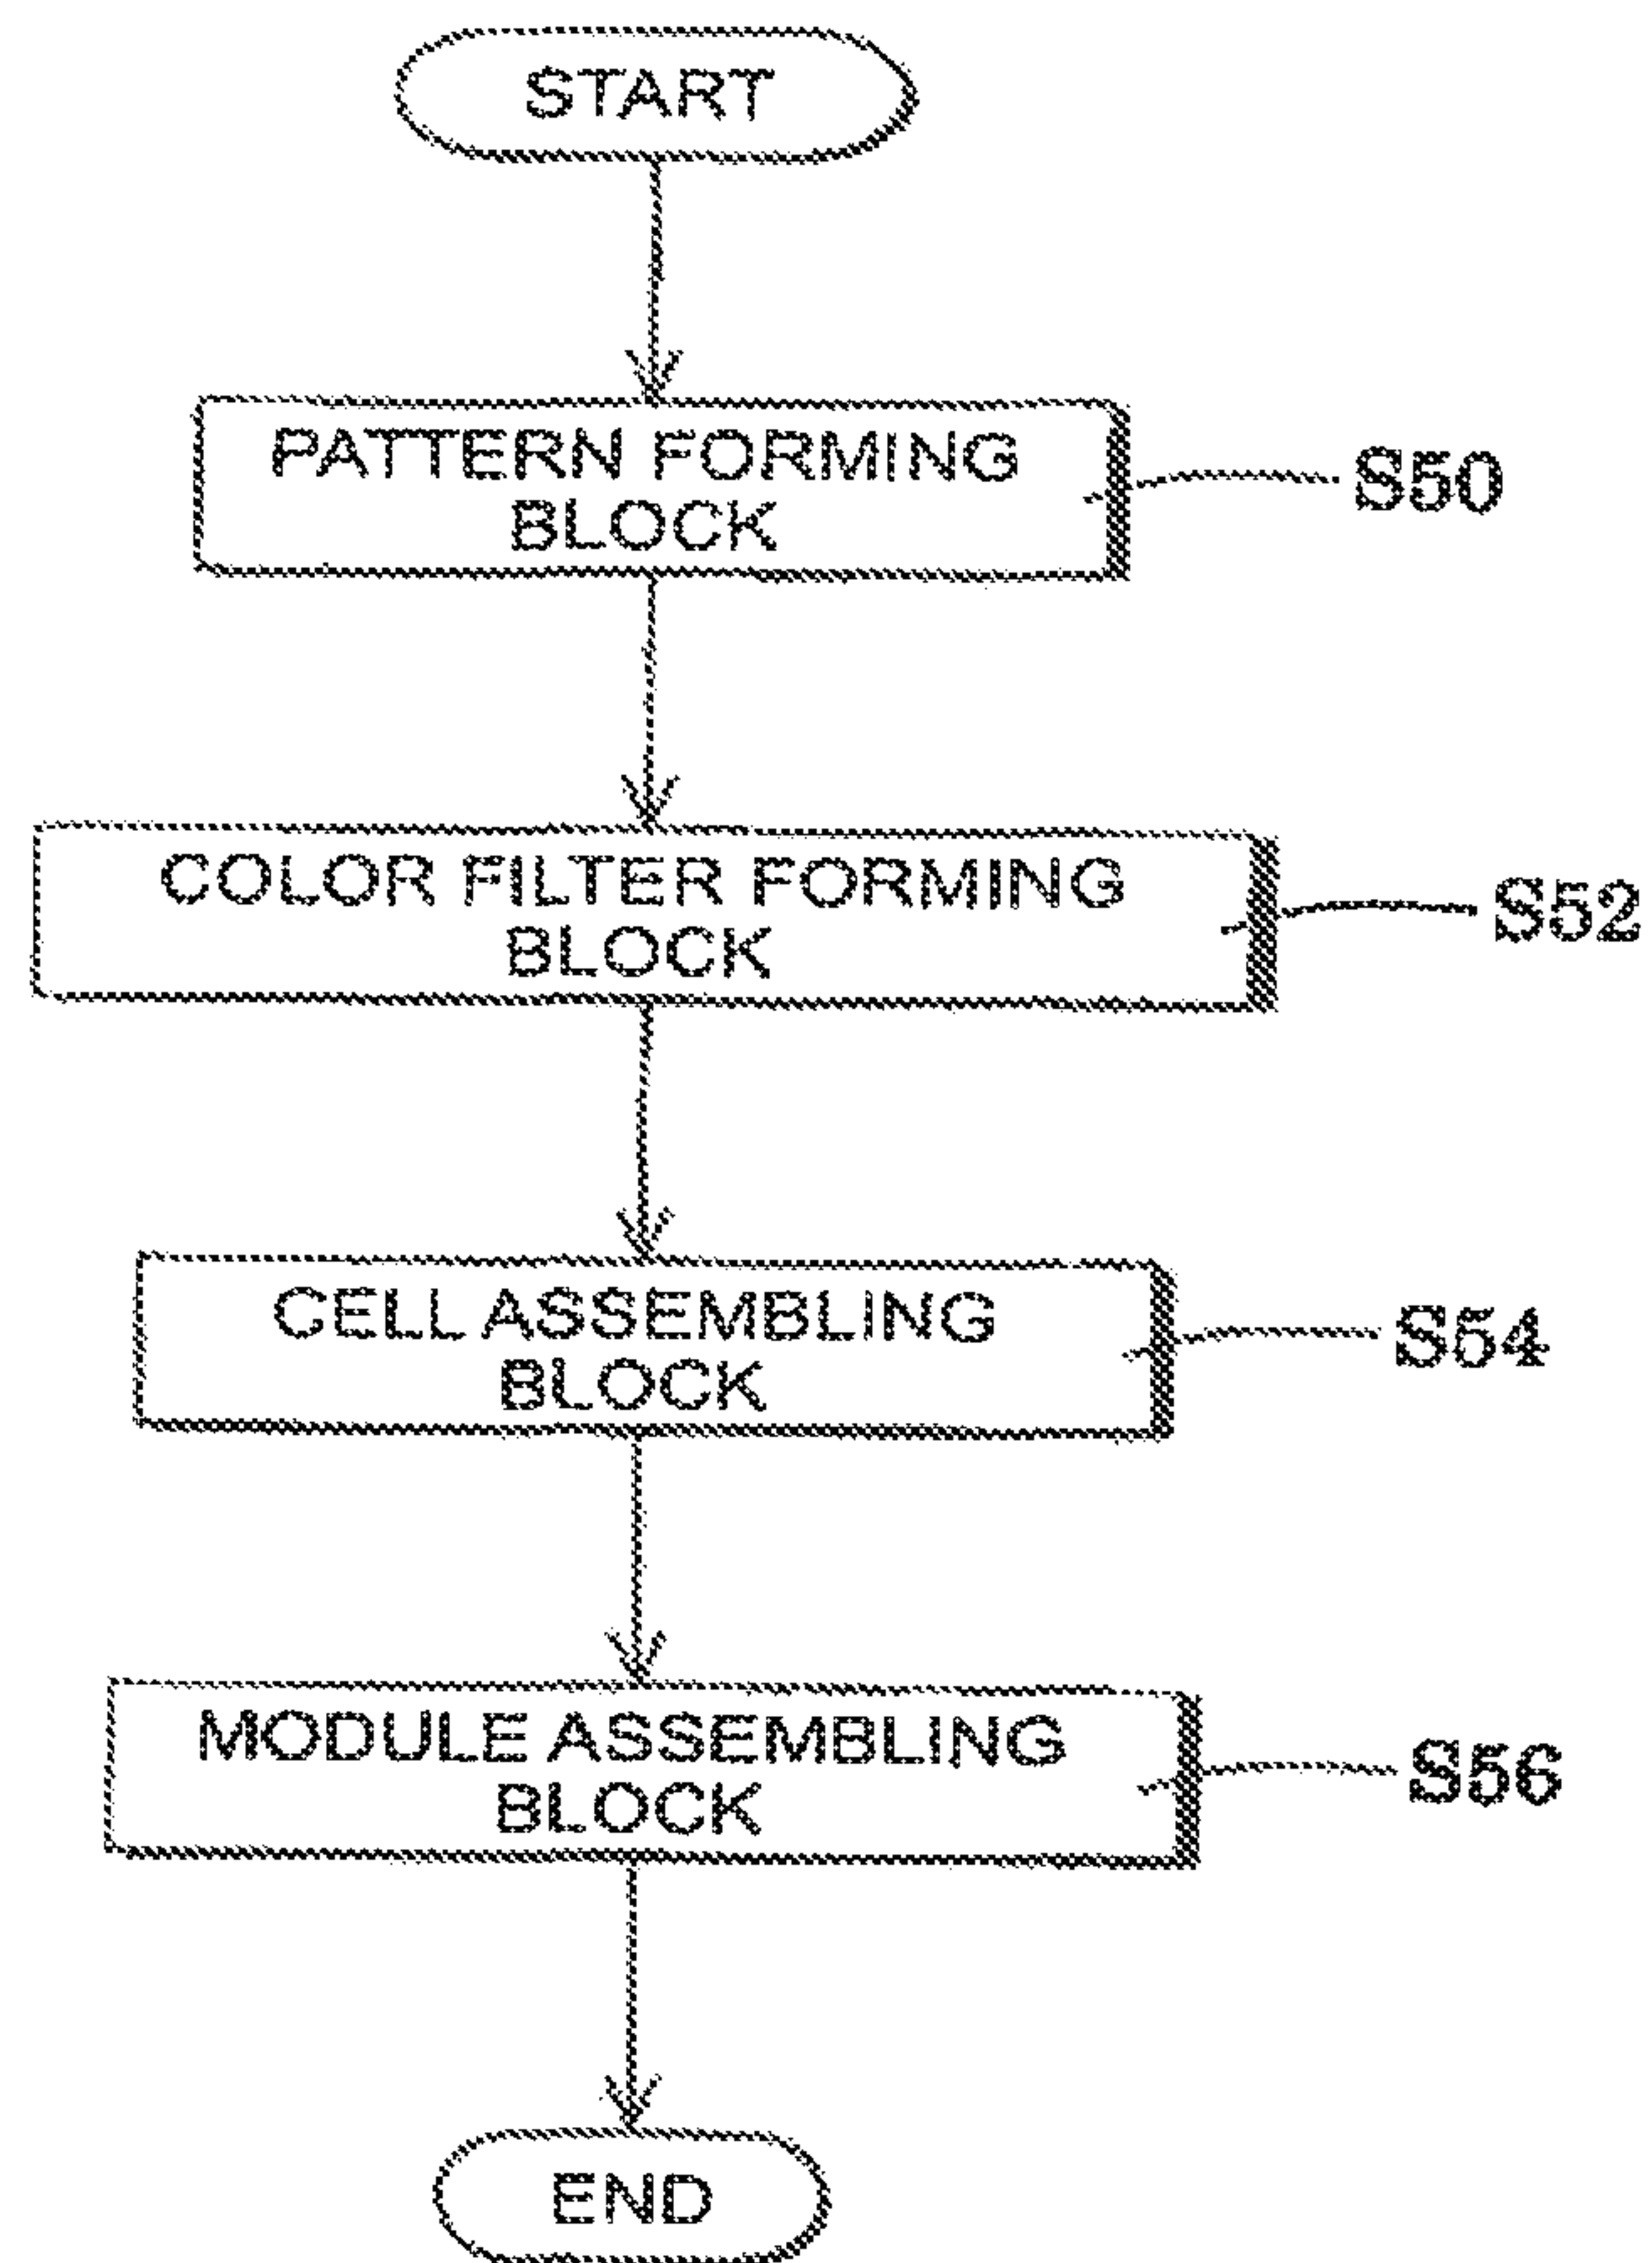 START
PATTERN FORMING
BLOCK
S50
COLOR FILTER FORMING
BLOCK
S52
CELL ASSEMBLING
BLOCK
S54
MODULE ASSEMBLING
BLOCK
S56
END